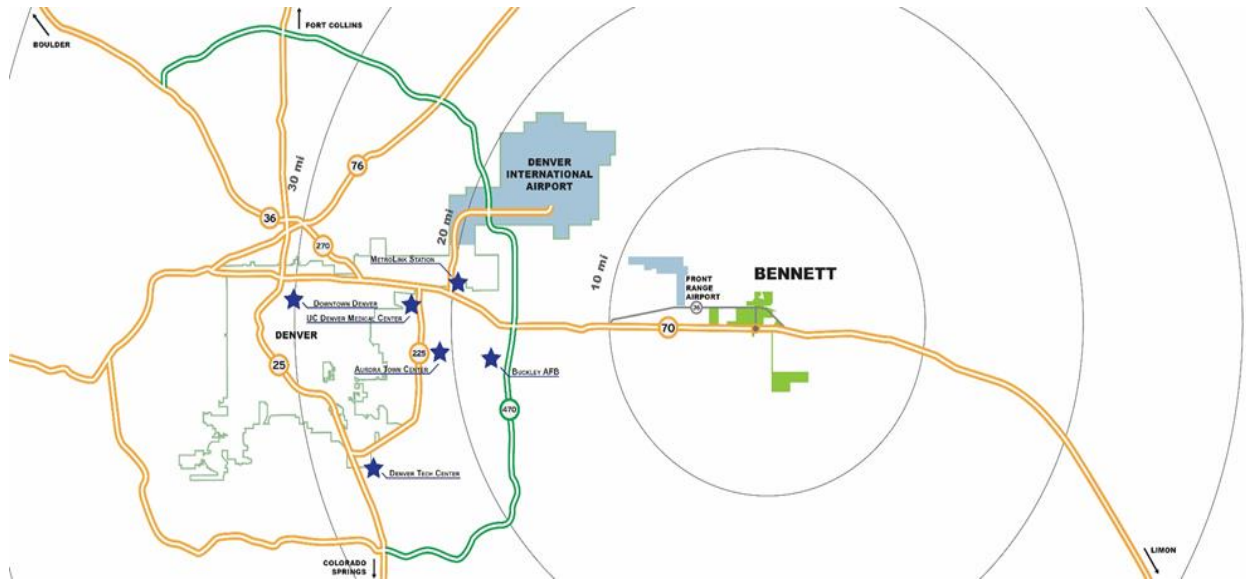 FORT COLLINS
BOULDER
76
30 mi
DENVER
INTERNATIONAL
AIRPORT
36
20 mi
270
METROLINK STATION
10 mi
BENNETT
FRONT
RANGE
AIRPORT
36
DOWNTOWN DENVER
UC DENVER MEDICAL CENTER
70
DENVER
225
25
AURORA TOWN CENTER
BUCKLEY AFB
470
DENVER TECH CENTER
LIMON
COLORADO
SPRINGS